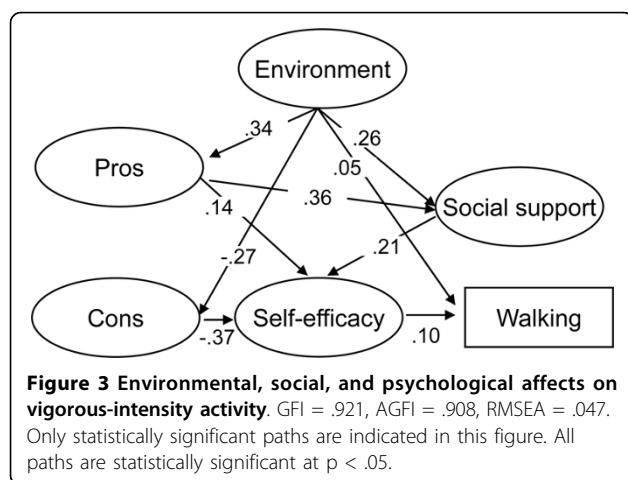 Environment
.34
.26
.05
Pros
.36
Social support
.14
-.27
.21
Cons
-.37
Self-efficacy
.10
Walking
Figure 3 Environmental, social, and psychological affects on
vigorous-intensity activity. GFI = .921, AGFI = .908, RMSEA = .047.
Only statistically significant paths are indicated in this figure. All
paths are statistically significant at p < .05.